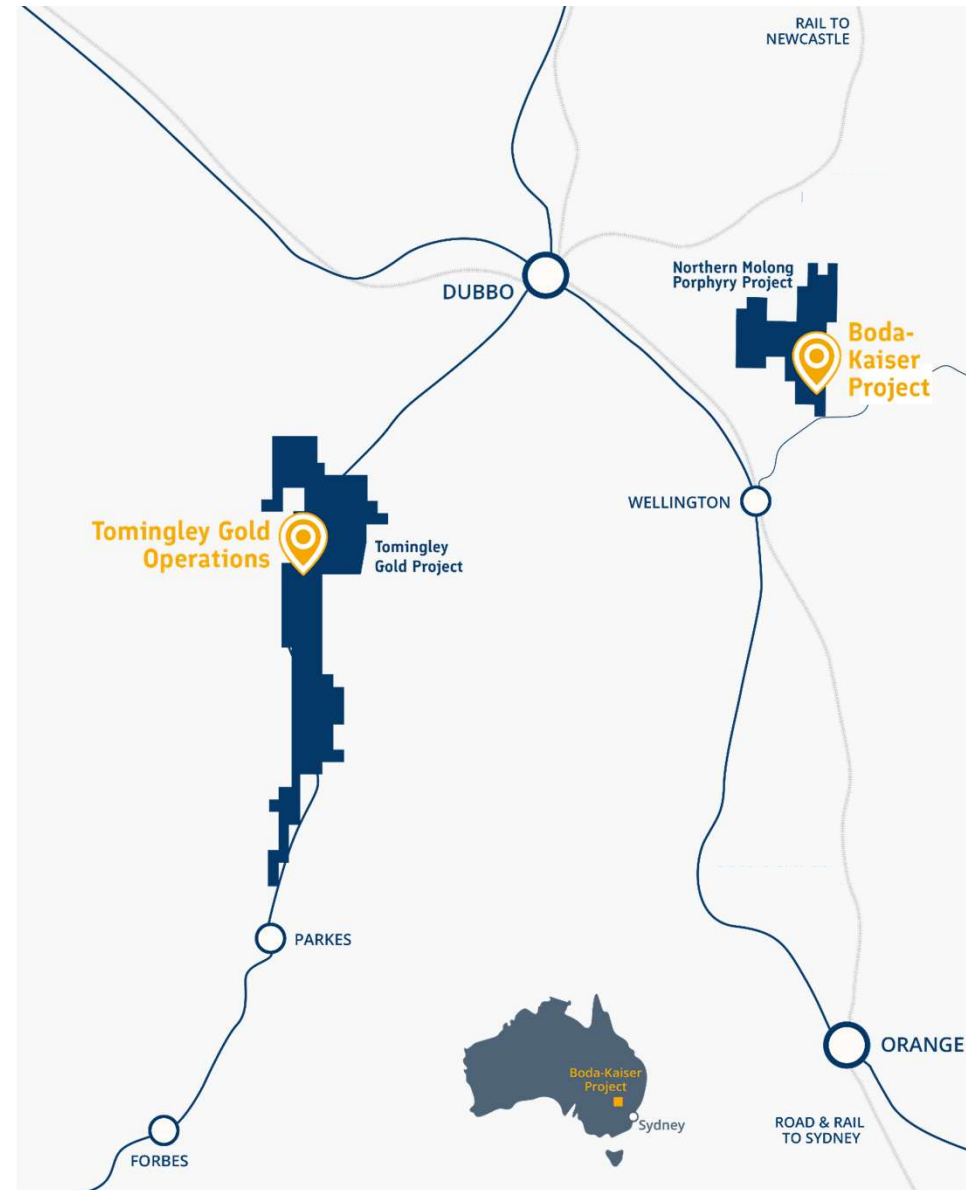 RAIL TO
NEWCASTLE
Northern Molong
Porphyry Project
DUBBO
Boda-
Kaiser
Project
WELLINGTON
Tomingley Gold
Operations
Tomingley
Gold Project
PARKES
ORANGE
Boda-Kaiser
Project
Sydney
ROAD & RAIL
TO SYDNEY
FORBES